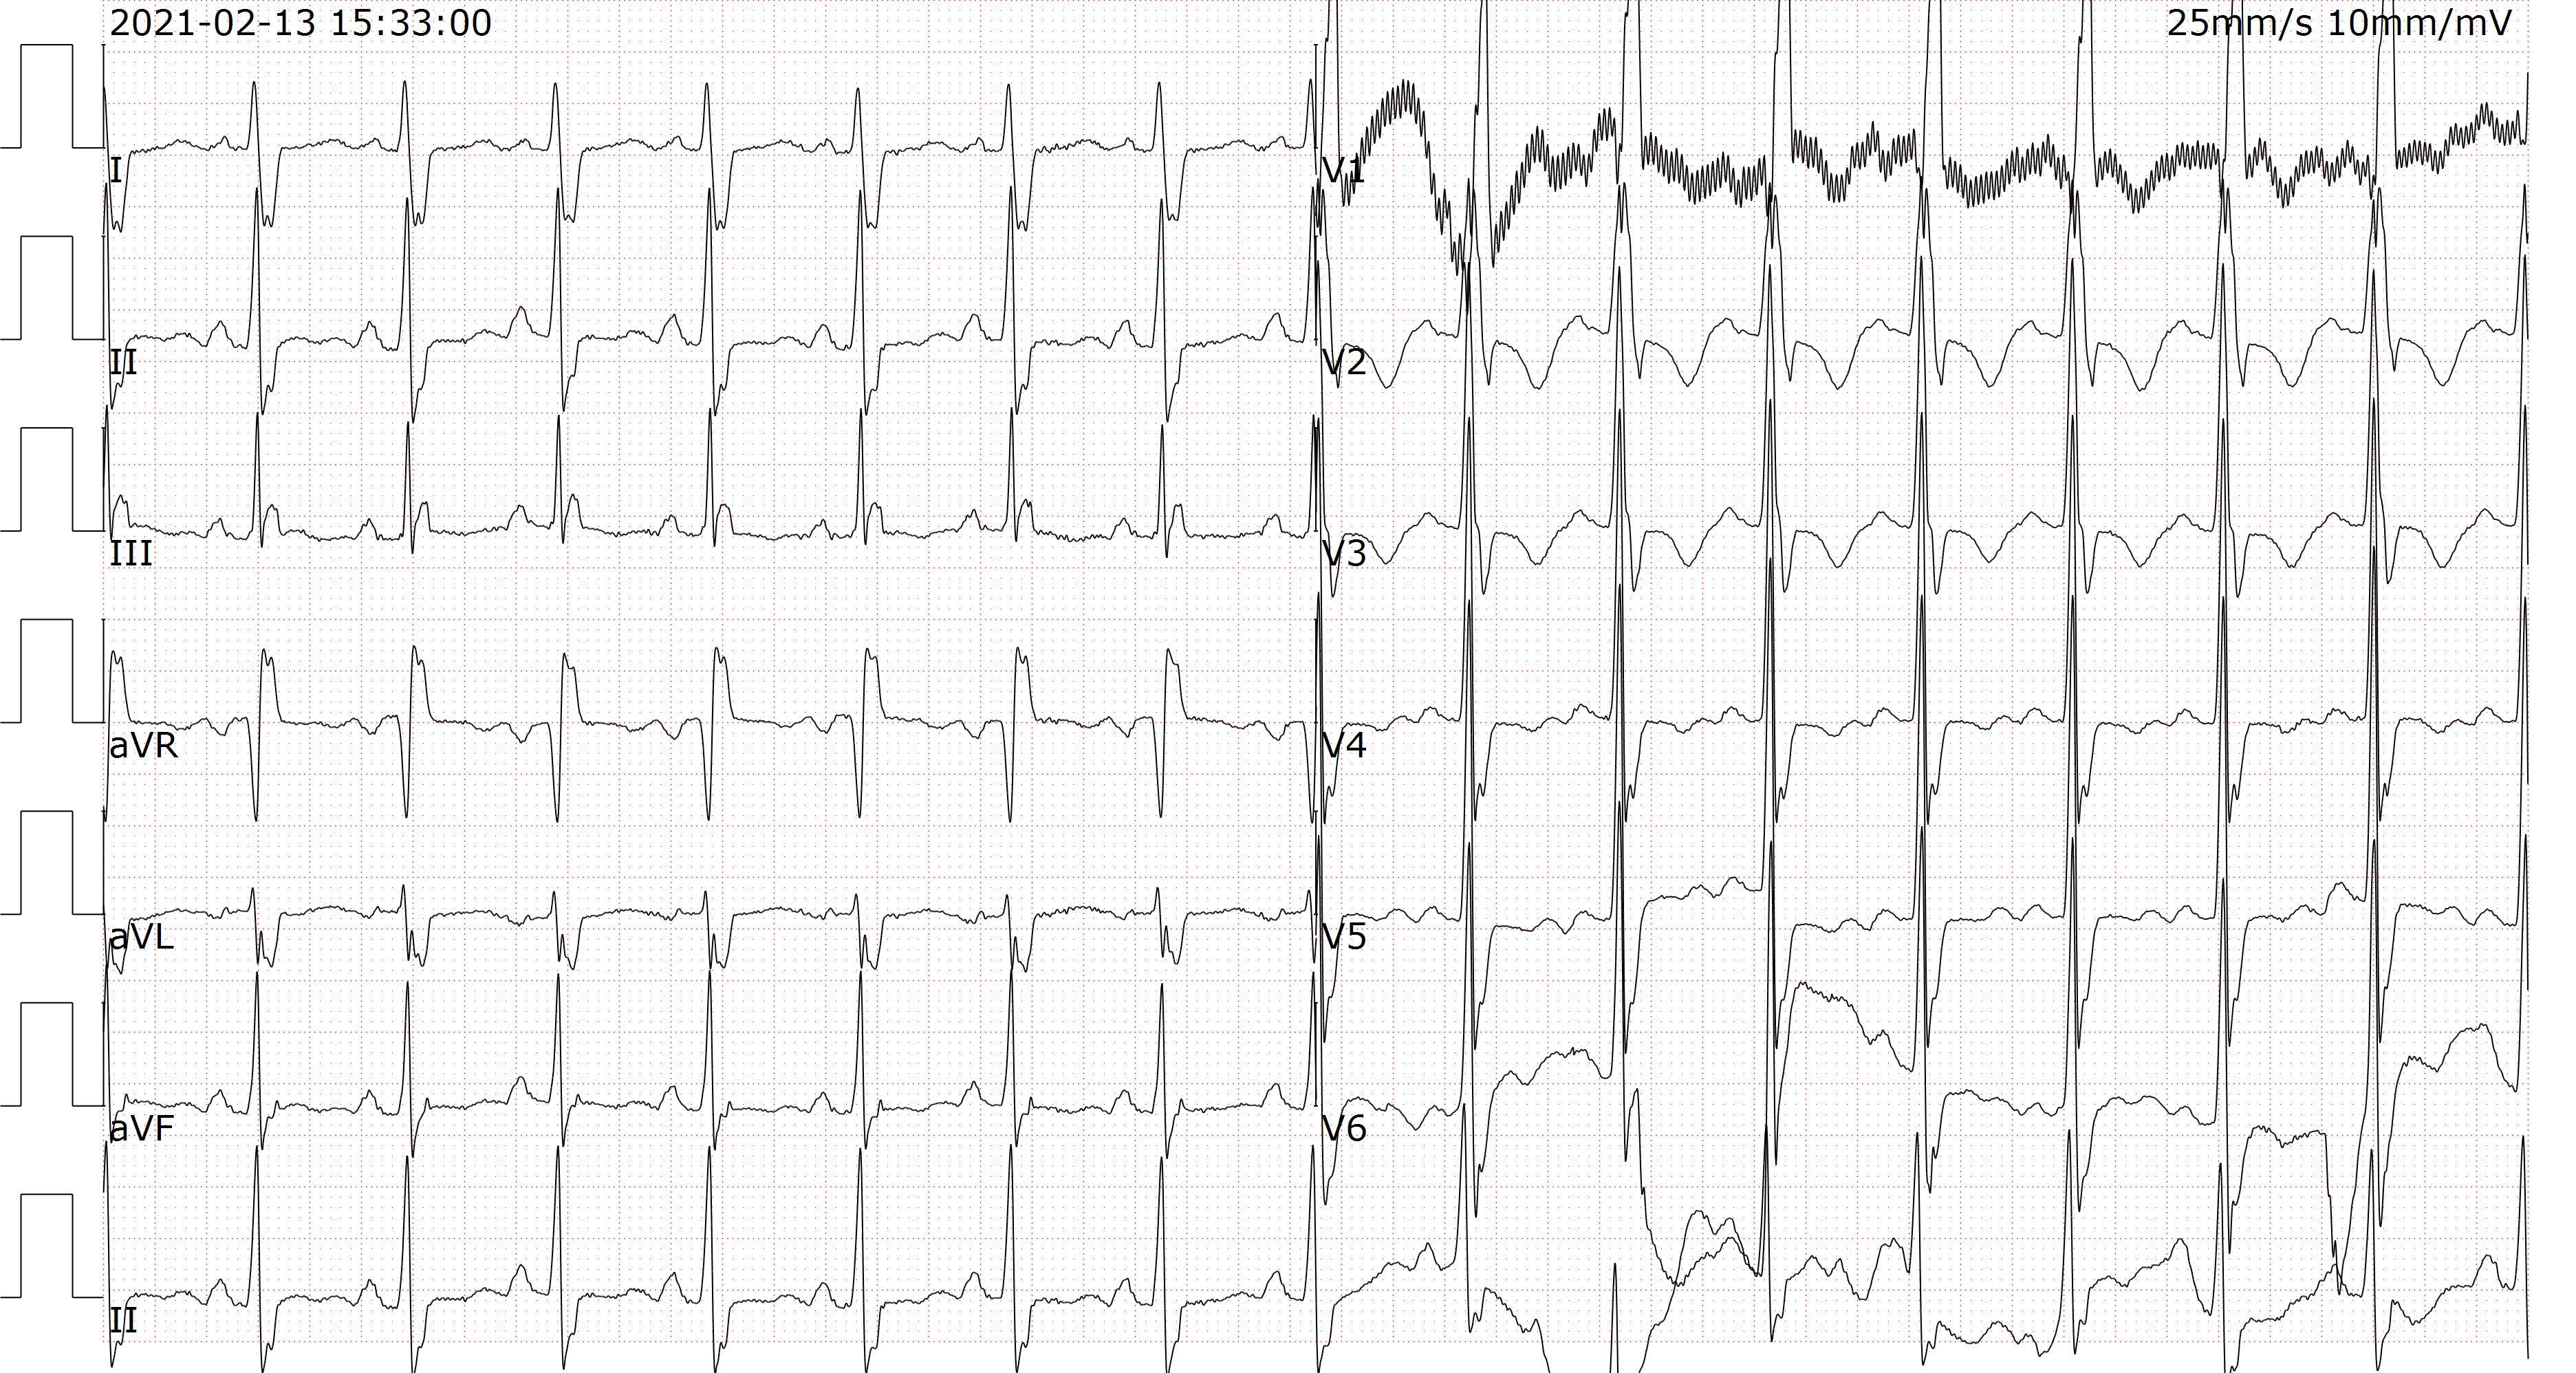 2021-02-13 15:33:00
25mm/s 10mm/mV
I
V1
II
V2
III
V3
aVR
V4
aVL
V5
aVF
V6
II